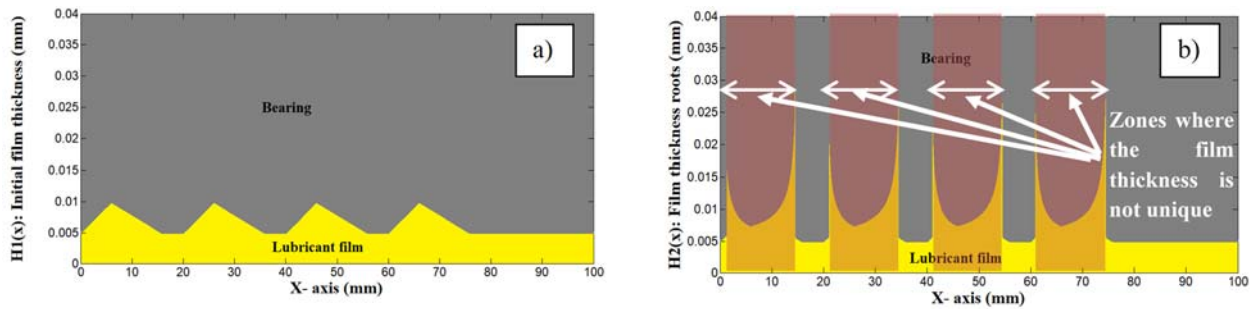 H1(x): Initial film thickness (mm)
0.04
0.035
0.03
0.025
0.02
0.015
0.01
0.005
0
a)
Bearing
Lubricant film
0 10 20 30 40 50 60 70 80 90 100
X- axis (mm)
H2(x): Film thickness roots (mm)
0.04
0.035
0.03
0.025
0.02
0.015
0.01
0.005
0
b)
Bearing
Zones where
the film
thickness is
not unique
Lubricant film
0 10 20 30 40 50 60 70 80 90 100
X- axis (mm)